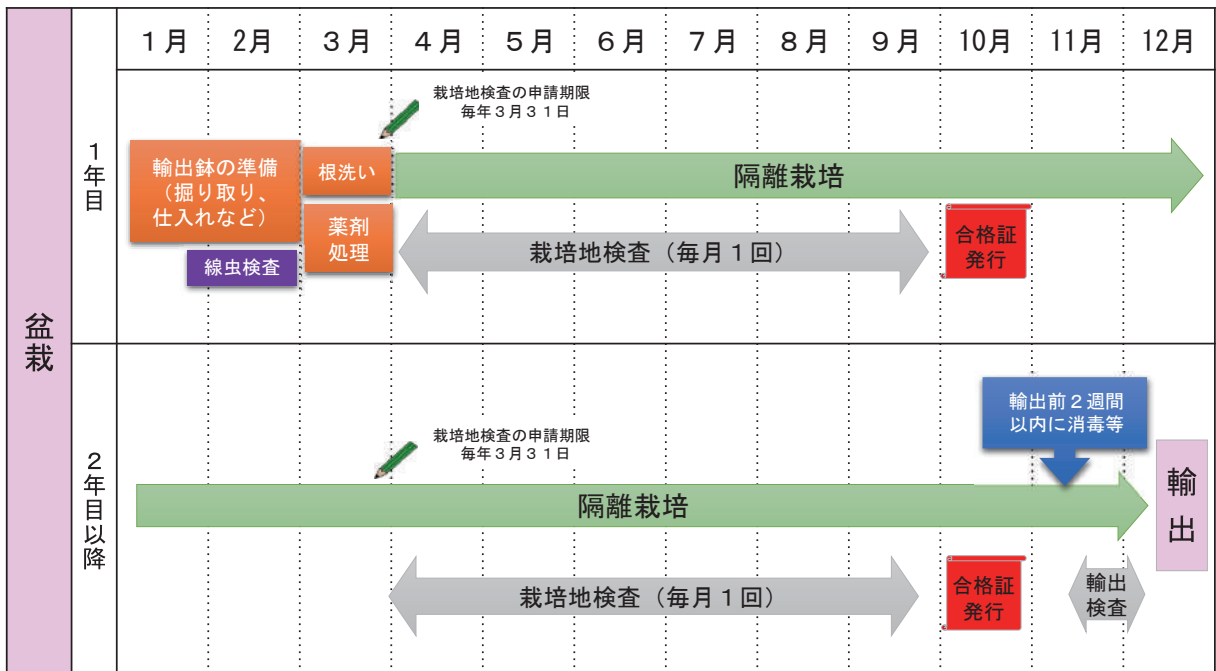 1月 2月 3月 4月 5月 6月 7月 8月 9月 10月 11月 12月
盆栽
1年目
栽培地検査の申請期限
毎年3月31日
輸出鉢の準備
（掘り取り、
仕入れなど）
根洗い
隔離栽培
薬剤
処理
線虫検査
栽培地検査（毎月1回）
合格証
発行
2年目以降
輸出前2週間
以内に消毒等
栽培地検査の申請期限
毎年3月31日
隔離栽培
輸出
栽培地検査（毎月1回）
合格証
発行
輸出
検査